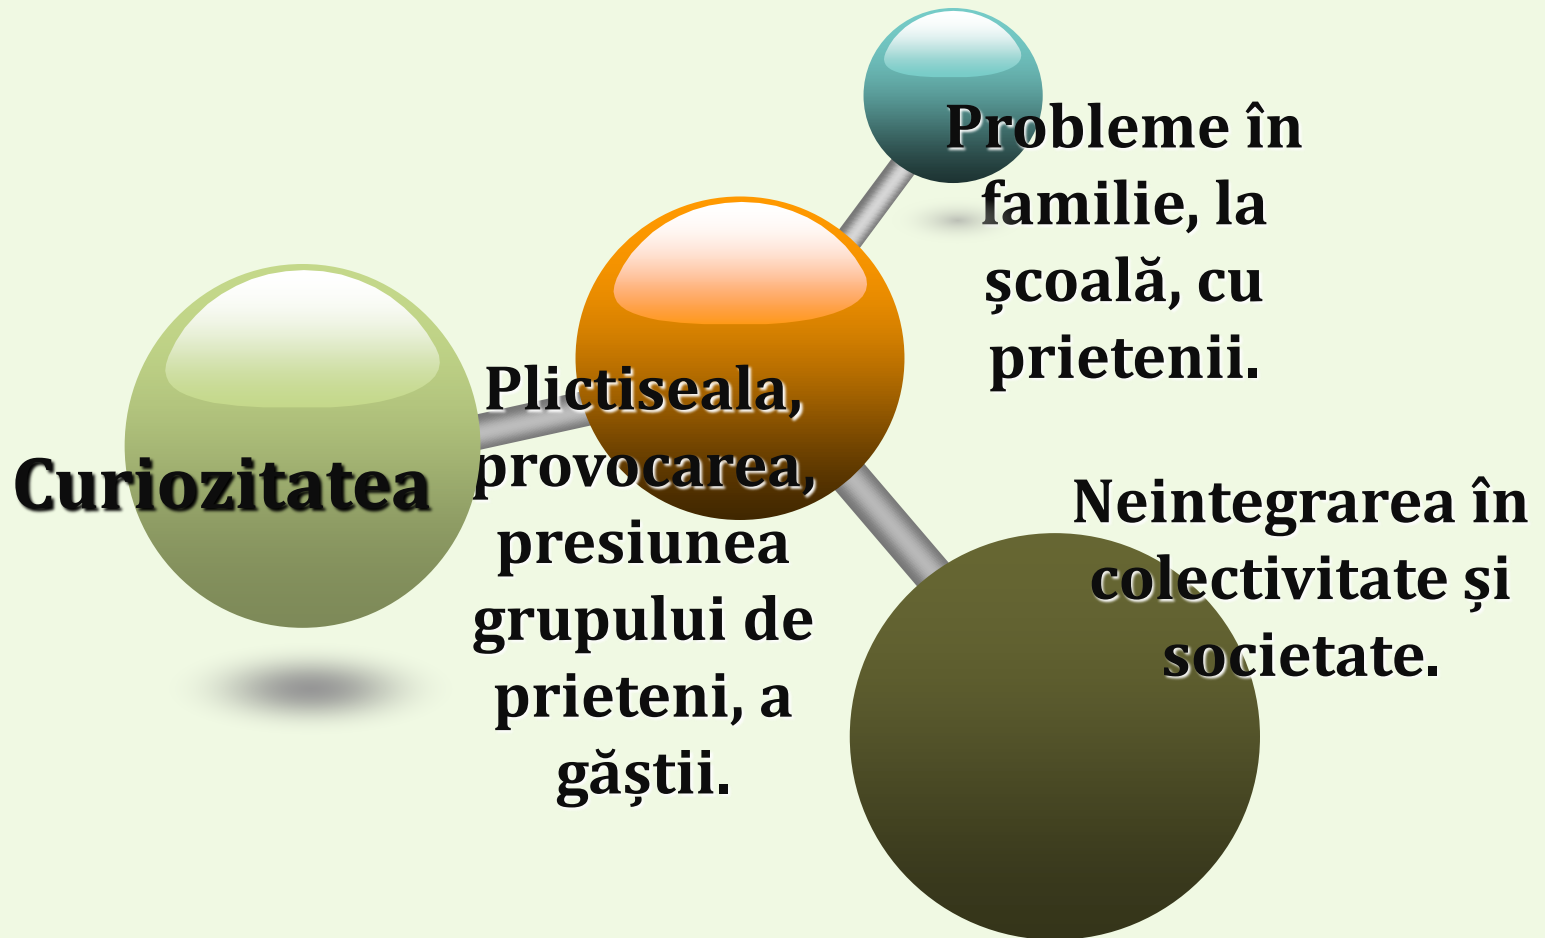 Curiozitatea
Plictiseala,
provocarea,
presiunea
grupului de
prieteni, a
găștii.
Probleme în
familie, la
școală, cu
prietenii.
Neintegrarea în
colectivitate și
societate.